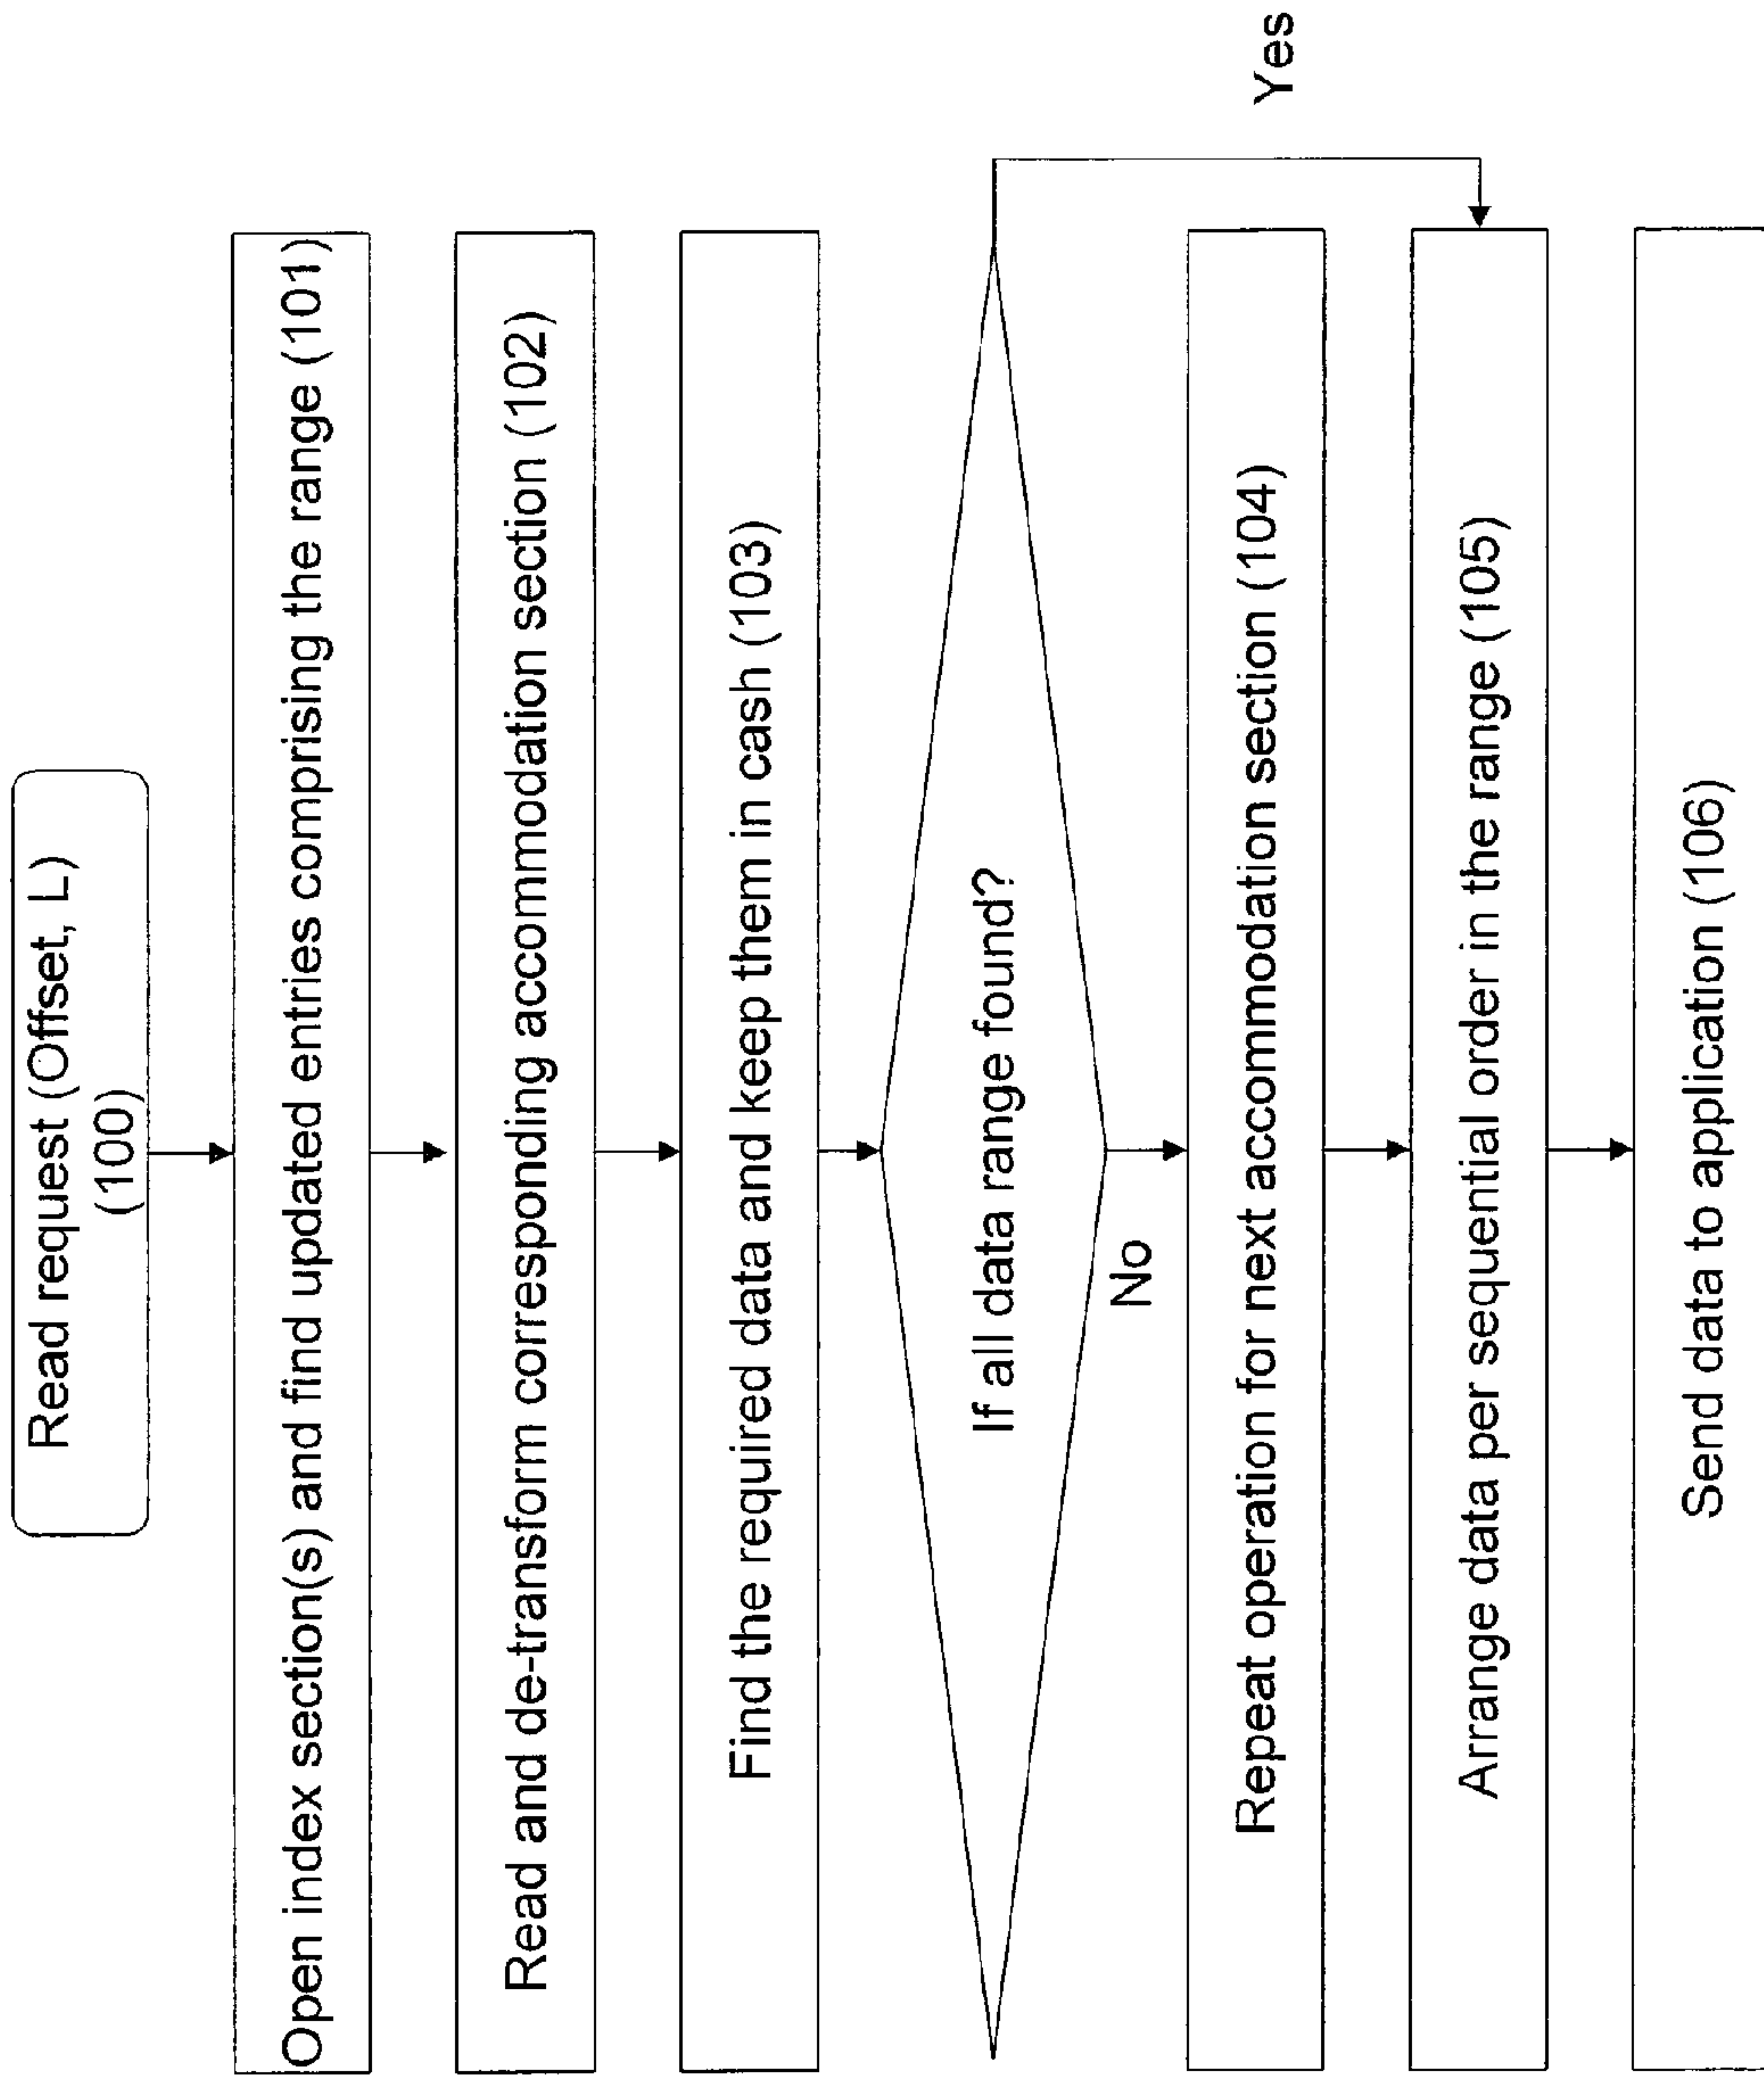 Read request (Offset, L)
(100)
Open index section(s) and find updated entries comprising the range (101)
Read and de-transform corresponding accommodation section (102)
Find the required data and keep them in cash (103)
If all data range found?
Yes
No
Repeat operation for next accommodation section (104)
Arrange data per sequential order in the range (105)
Send data to application (106)